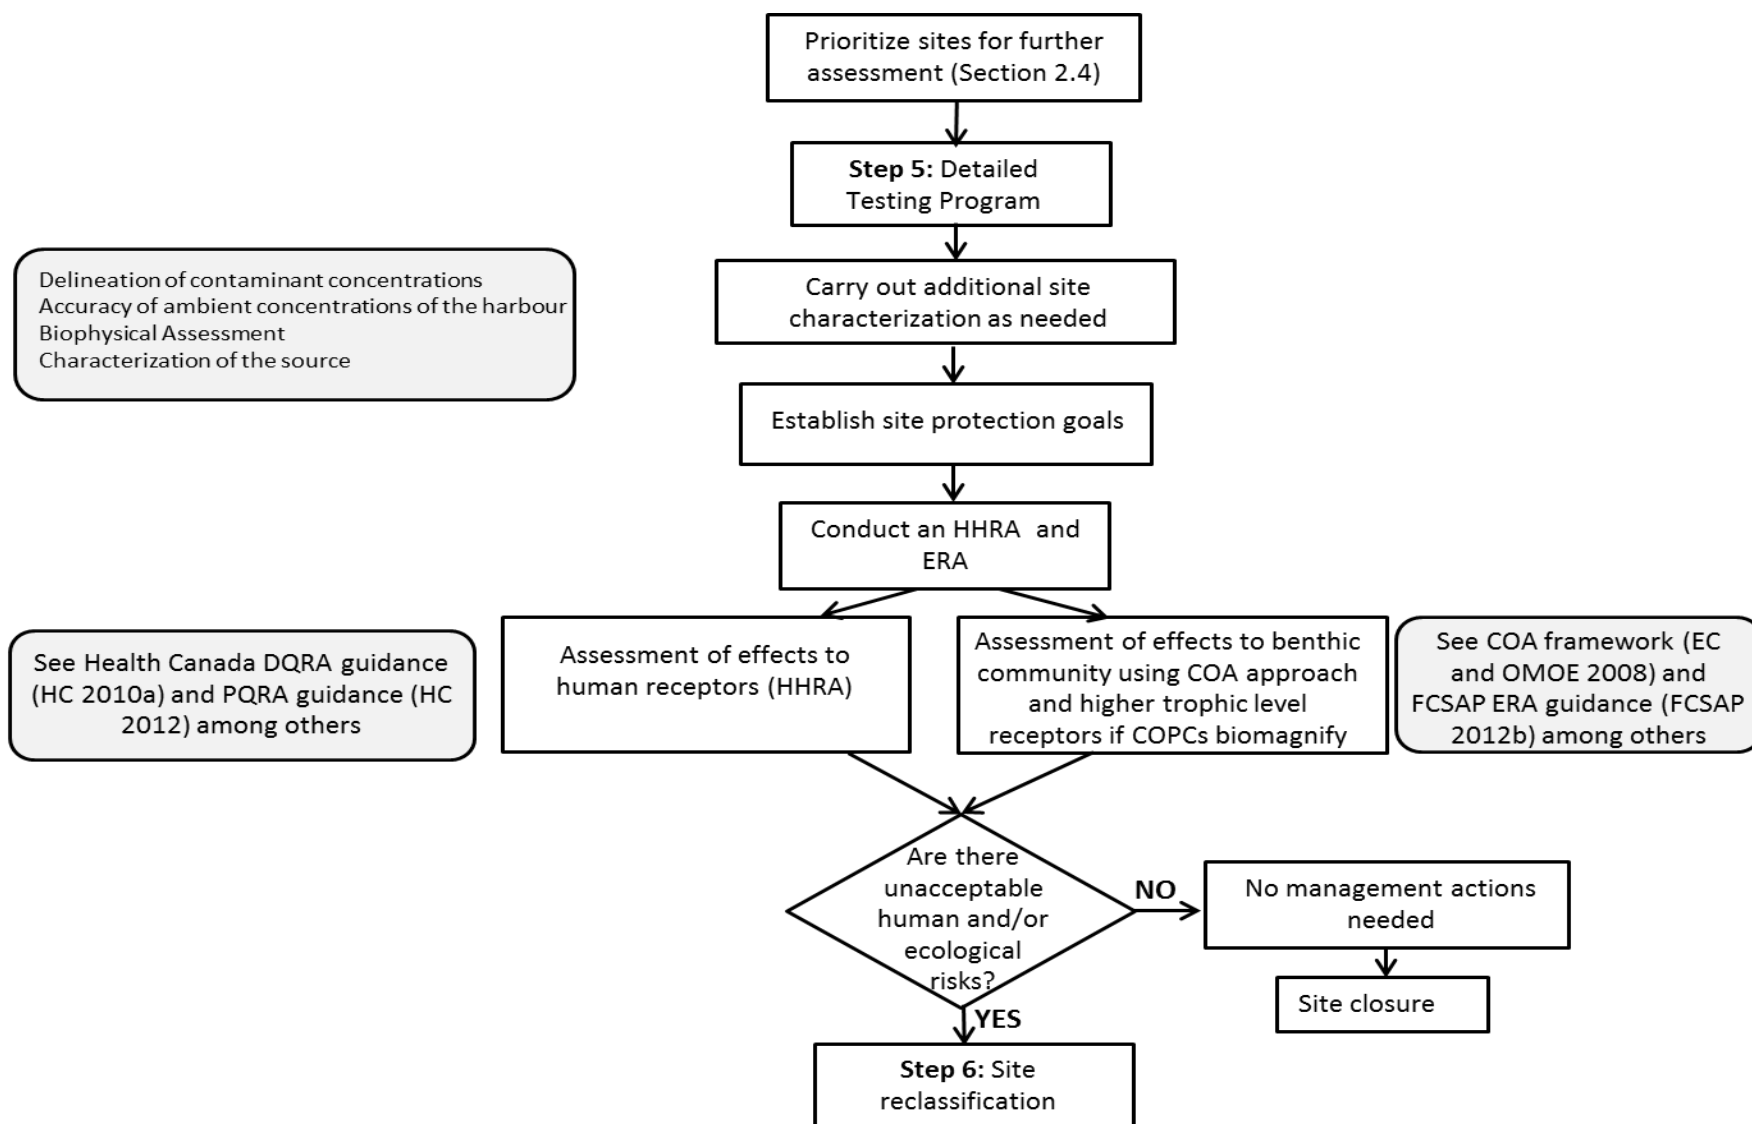 Prioritize sites for further
assessment (Section 2.4)
Step 5: Detailed
Testing Program
Delineation of contaminant concentrations
Accuracy of ambient concentrations of the harbour
Biophysical Assessment
Characterization of the source
Carry out additional site
characterization as needed
Establish site protection goals
Conduct an HHRA and
ERA
See Health Canada DQRA guidance
(HC 2010a) and PQRA guidance (HC
2012) among others
Assessment of effects to
human receptors (HHRA)
Assessment of effects to benthic
community using COA approach
and higher trophic level
receptors if COPCs biomagnify
See COA framework (EC
and OMOE 2008) and
FCSAP ERA guidance (FCSAP
2012b) among others
Are there
unacceptable
human and/or
ecological
risks?
NO
No management actions
needed
Site closure
YES
Step 6: Site
reclassification